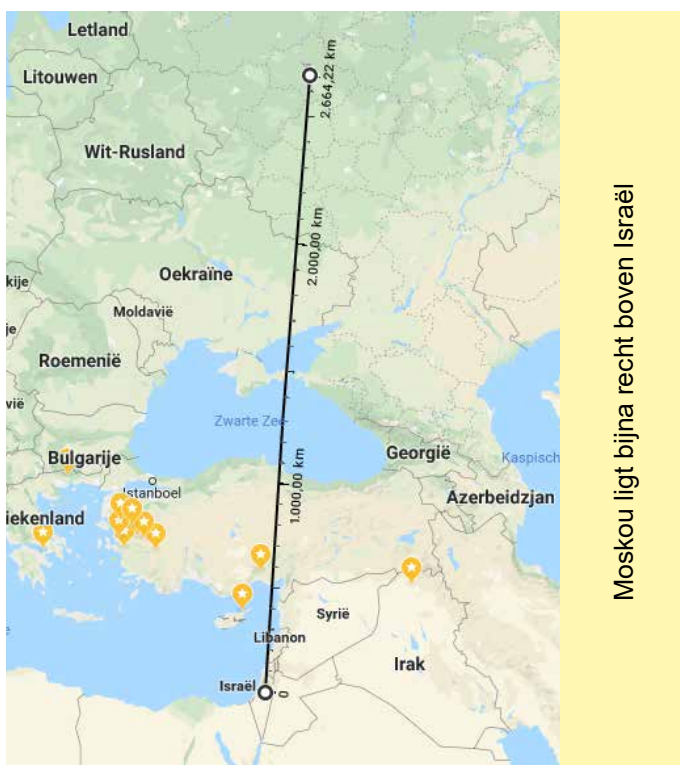 Letland
Litouwen
2.664,22 km
Wit-Rusland
2.000,00 km
Oekraïne
kije
Moldavië
je
Roemenië
vië
Zwarte Zee
Bulgarije
Georgië
Kaspisch
1.000,00 km
Istanboel
Azerbeidzjan
iekenland
Syrië
Libanon
Irak
Israël
0
Moskou ligt bijna recht boven Israël